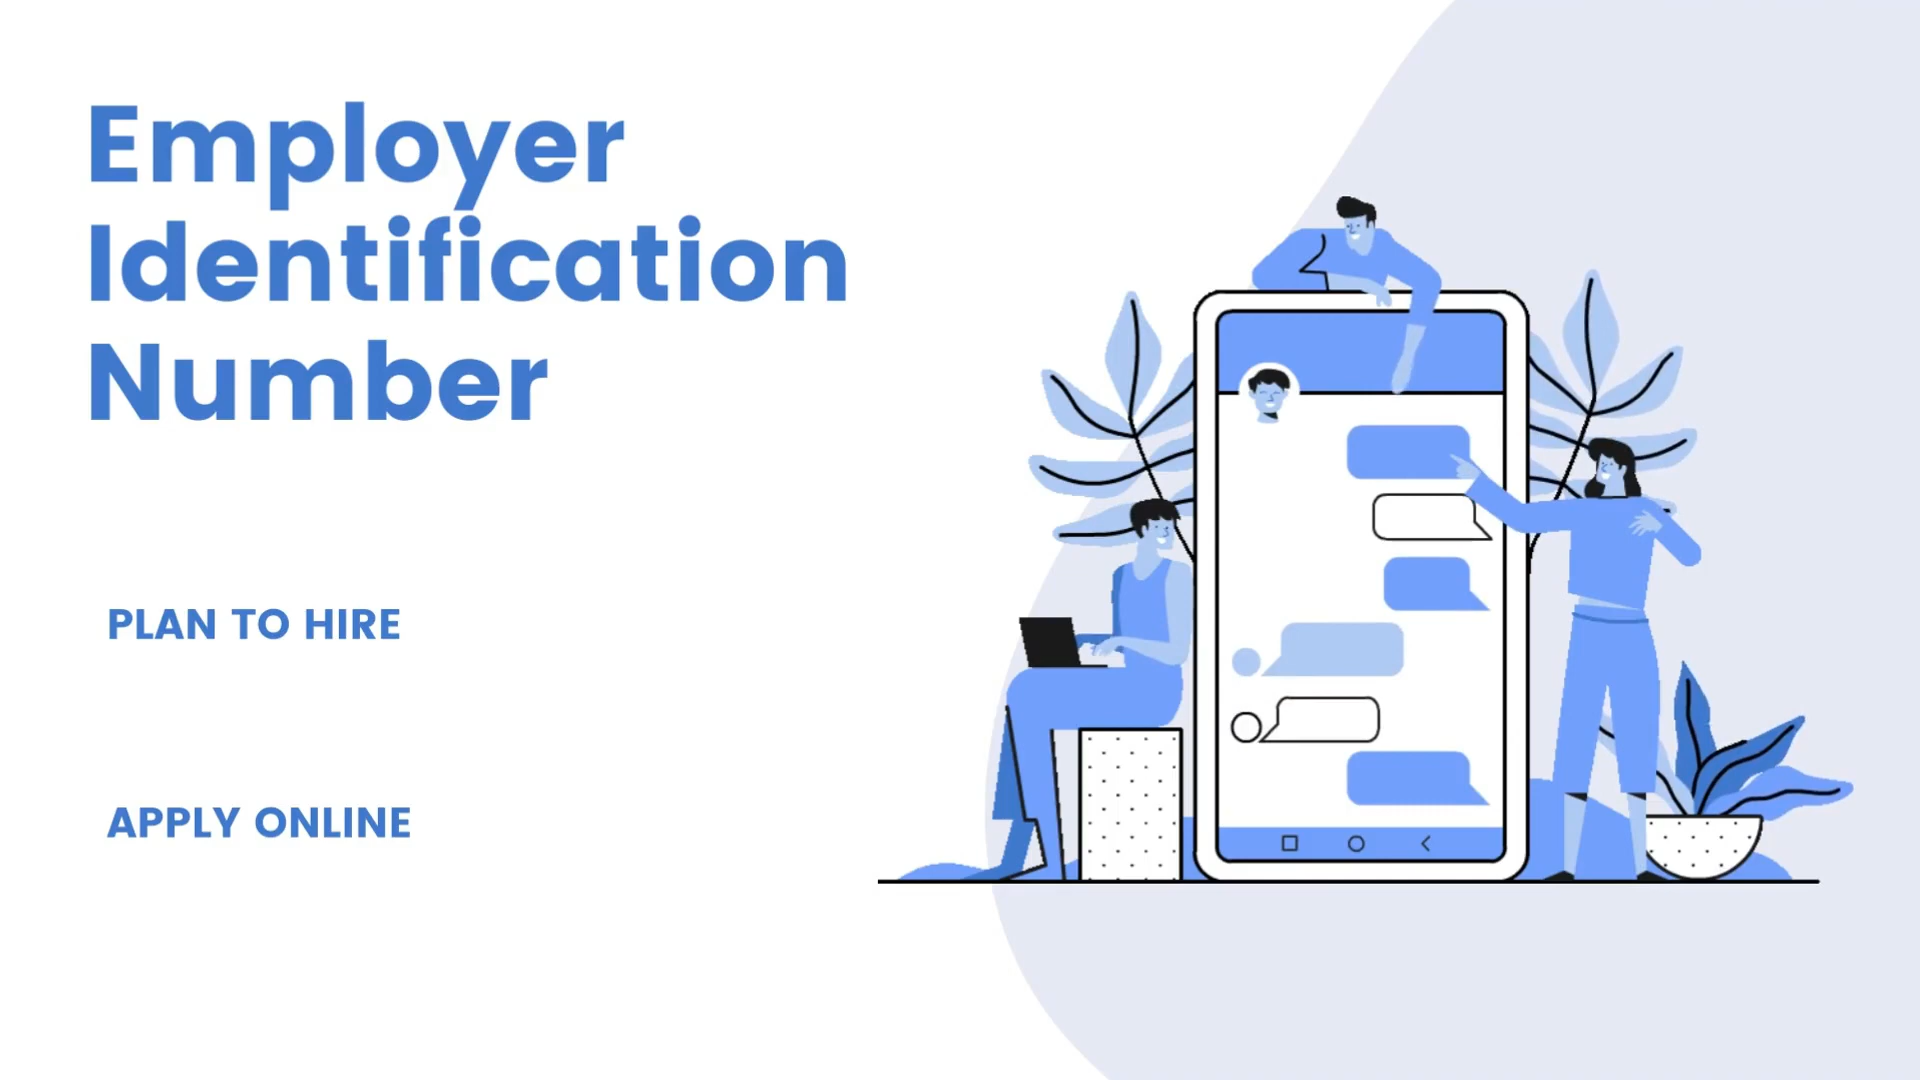 Employer
Identification
Number
PLAN TO HIRE
APPLY ONLINE